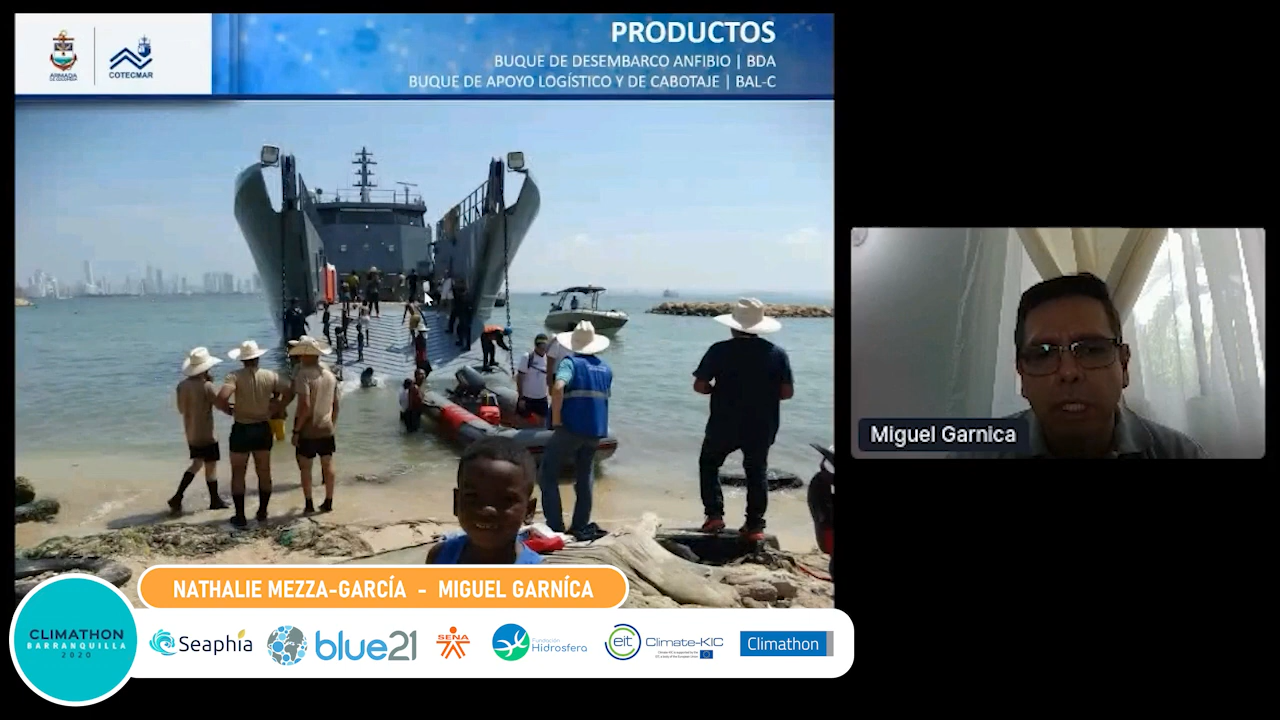 PRODUCTOS
BUQUE DE DESEMBARCO ANFIBIO | BDA
BUQUE DE APOYO LOGÍSTICO Y DE CABOTAJE | BAL-C
ARMADA
COTECMAR
Miguel Garnica
NATHALIE MEZZA-GARCÍA - MIGUEL GARNÍCA
CLIMATHON
BARRANQUILLA
2020
Seaphia
blue21
SENA
Fundación
Hidrosfera
eit
Climate-KIC
Climathon